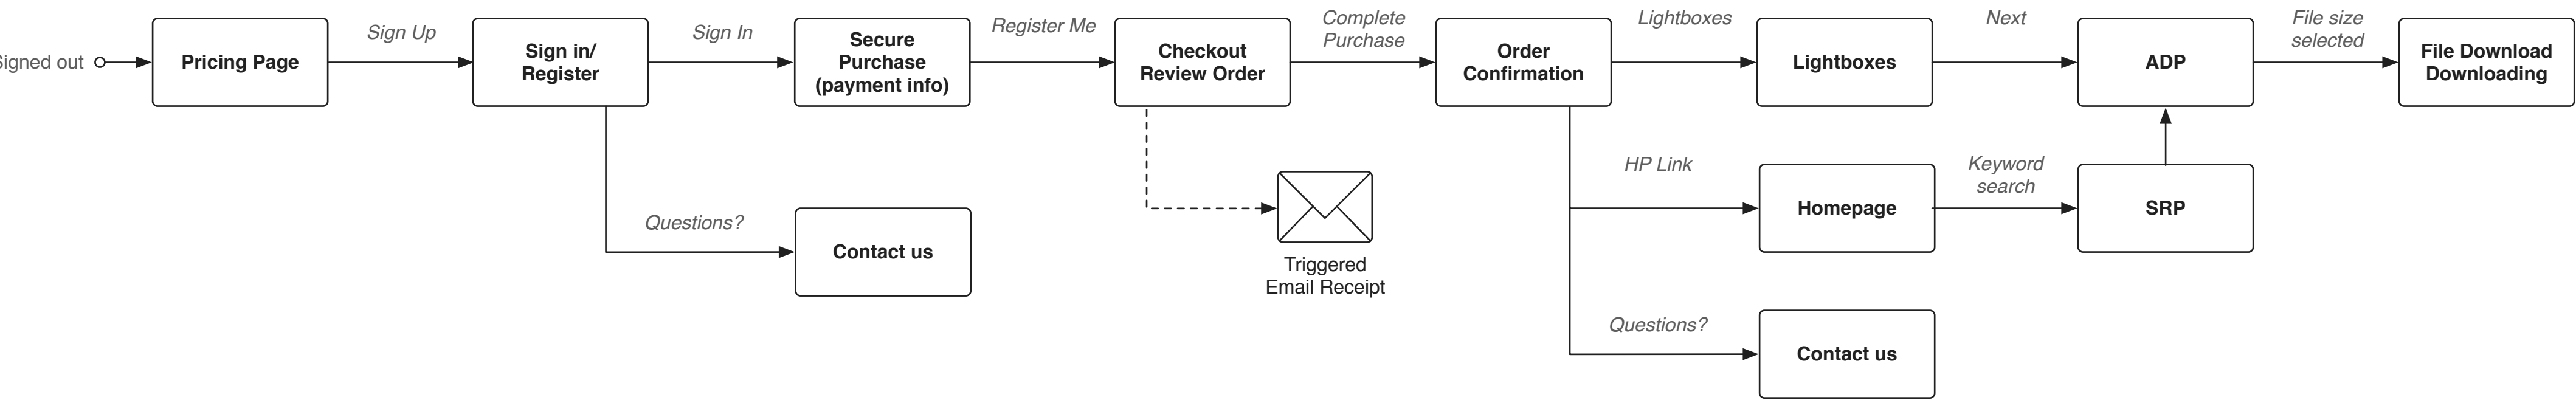 Signed out
Pricing Page
Sign Up
Sign in/
Register
Sign In
Secure
Purchase
(payment info)
Register Me
Checkout
Review Order
Complete
Purchase
Order
Confirmation
Lightboxes
Lightboxes
Next
ADP
File size
selected
File Download
Downloading
HP Link
Homepage
Keyword
search
SRP
Questions?
Contact us
Triggered
Email Receipt
Questions?
Contact us